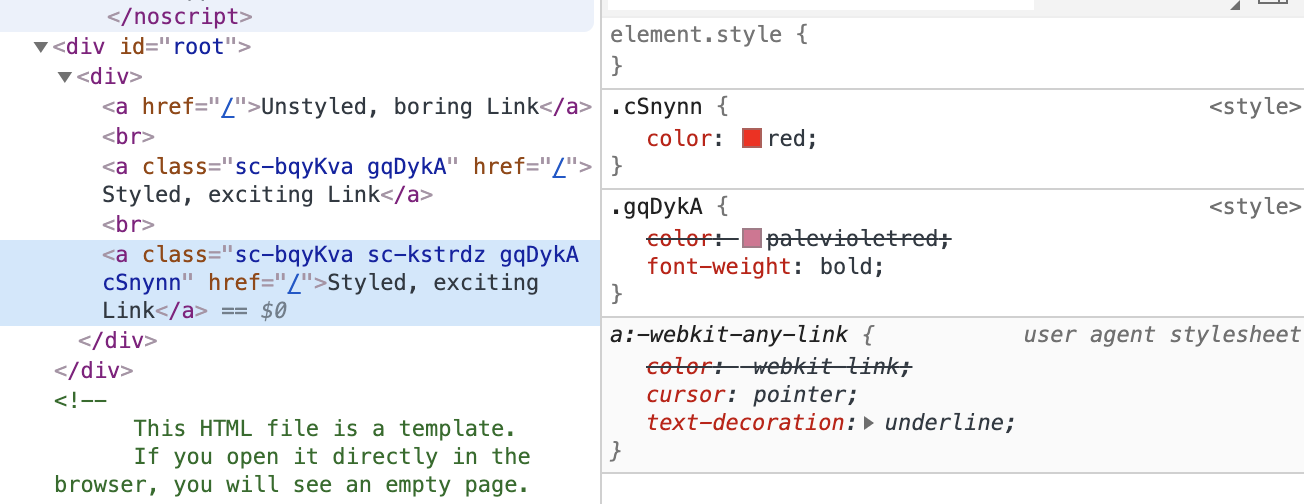 </noscript>
▼<div id="root">
▼<div>
<a href="/">Unstyled, boring Link</a>
<br>
<a class="sc-bqyKva gqDykA" href="/">
Styled, exciting Link</a>
<br>
<a class="sc-bqyKva sc-kstrdz gqDykA
cSnynn" href="/">Styled, exciting
Link</a> == $0
</div>
</div>
<!--
This HTML file is a template.
If you open it directly in the
browser, you will see an empty page.
element.style {
}
.cSnynn { <style>
color: red;
}
.gqDykA { <style>
color: palevioletred;
font-weight: bold;
}
a:-webkit-any-link { user agent stylesheet
color: -webkit-link;
cursor: pointer;
text-decoration:▶ underline;
}